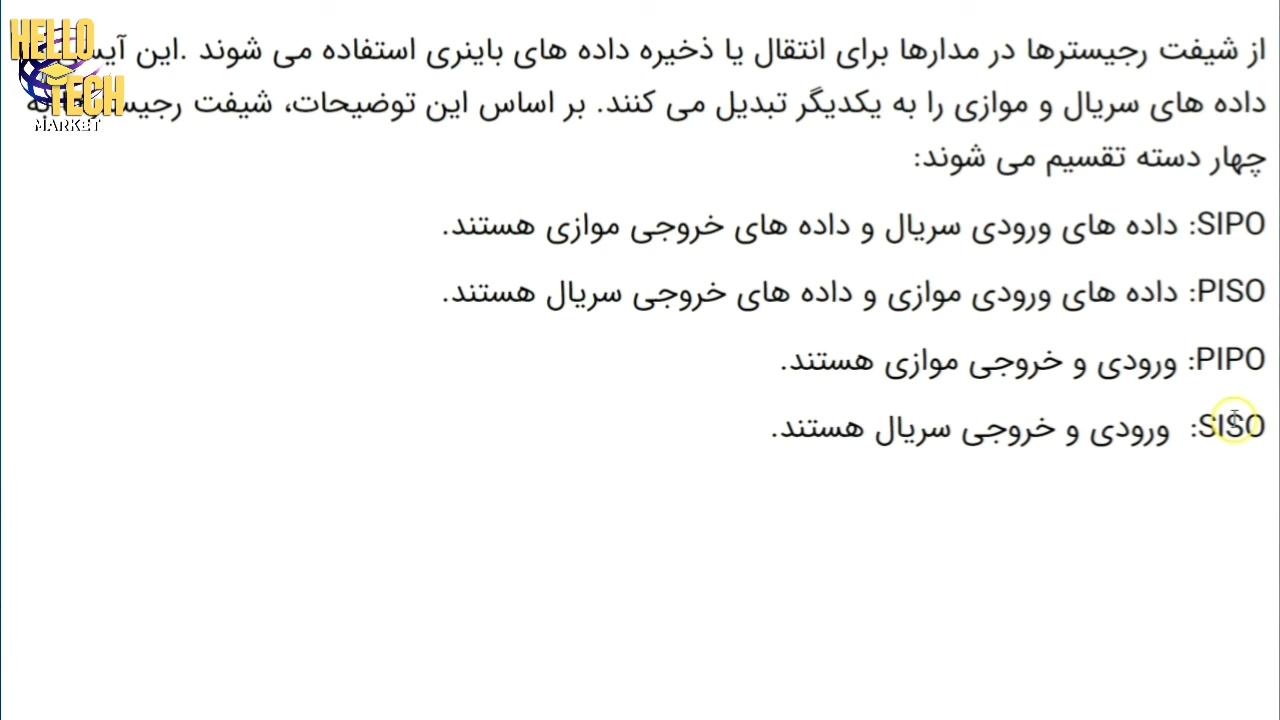 HELLO
TECH
MARKET
از شیفت رجیسترها در مدارها برای انتقال یا ذخیره داده های باینری استفاده می شوند .این
داده های سریال و موازی را به یکدیگر تبدیل می کنند. بر اساس این توضیحات، شیفت
چهار دسته تقسیم می شوند:
SIPO: داده های ورودی سریال و داده های خروجی موازی هستند.
PISO: داده های ورودی موازی و داده های خروجی سریال هستند.
PIPO: ورودی و خروجی موازی هستند.
SISO: ورودی و خروجی سریال هستند.